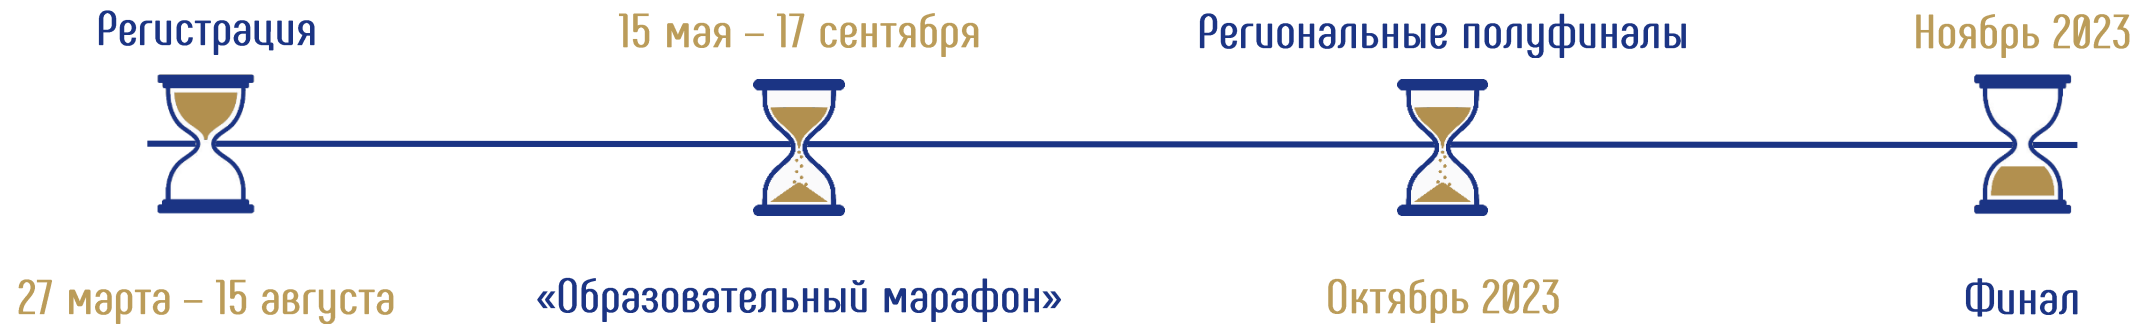 Регистрация
27 марта – 15 августа
15 мая – 17 сентября
«Образовательный марафон»
Региональные полуфиналы
Октябрь 2023
Ноябрь 2023
Финал